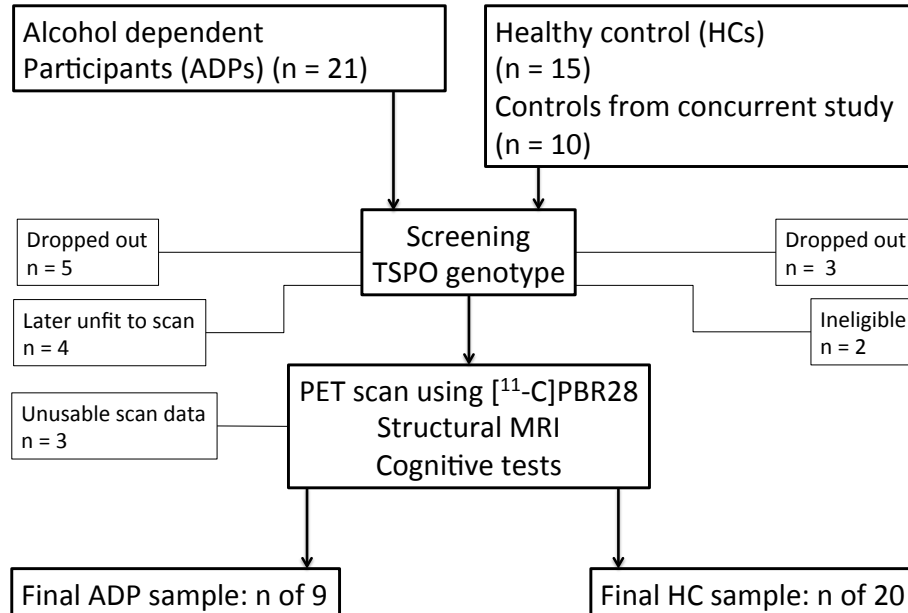 Alcohol dependent
Participants (ADPs) (n = 21)
Healthy control (HCs)
(n = 15)
Controls from concurrent study
(n = 10)
Screening
TSPO genotype
Dropped out
n = 5
Dropped out
n =  3
Later unfit to scan
n = 4
Ineligible
n = 2
PET scan using [¹¹-C]PBR28
Structural MRI
Cognitive tests
Unusable scan data
n = 3
Final ADP sample: n of 9
Final HC sample: n of 20